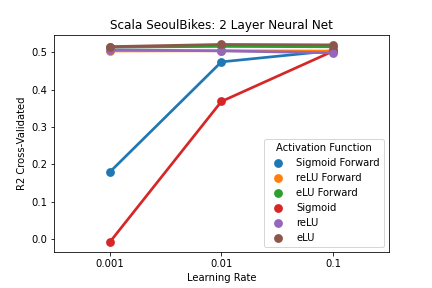 Scala SeoulBikes: 2 Layer Neural Net
R2 Cross-Validated
0.5
0.4
0.3
0.2
0.1
0.0
Activation Function
Sigmoid Forward
reLU Forward
eLU Forward
Sigmoid
reLU
eLU
0.001
0.01
0.1
Learning Rate